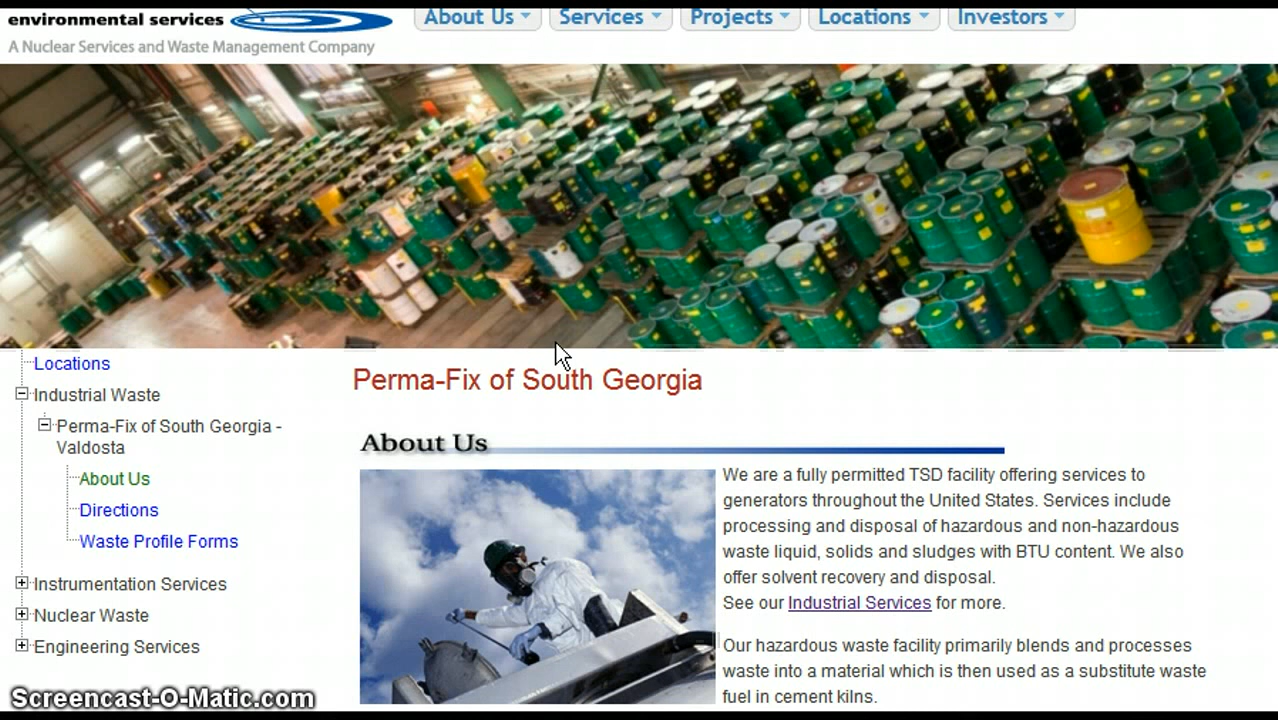 environmental services
A Nuclear Services and Waste Management Company
About Us
Services
Projects
Locations
Investors
Locations
Industrial Waste
Perma-Fix of South Georgia -
Valdosta
About Us
Directions
Waste Profile Forms
Instrumentation Services
Nuclear Waste
Engineering Services
Perma-Fix of South Georgia
About Us
We are a fully permitted TSD facility offering services to
generators throughout the United States. Services include
processing and disposal of hazardous and non-hazardous
waste liquid, solids and sludges with BTU content. We also
offer solvent recovery and disposal.
See our Industrial Services for more.
Our hazardous waste facility primarily blends and processes
waste into a material which is then used as a substitute waste
fuel in cement kilns.
Screencast-O-Matic.com